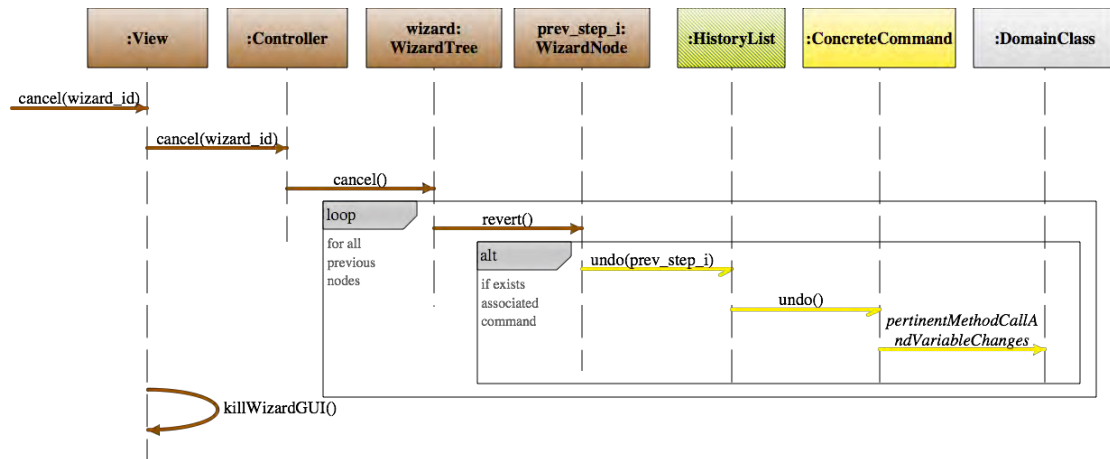 :View
:Controller
wizard:
WizardTree
prev_step_i:
WizardNode
:HistoryList
:ConcreteCommand
:DomainClass
cancel(wizard_id)
cancel(wizard_id)
cancel()
loop
for all
previous
nodes
revert()
alt
if exists
associated
command
undo(prev_step_i)
undo()
pertinentMethodCallA
ndVariableChanges
killWizardGUI()